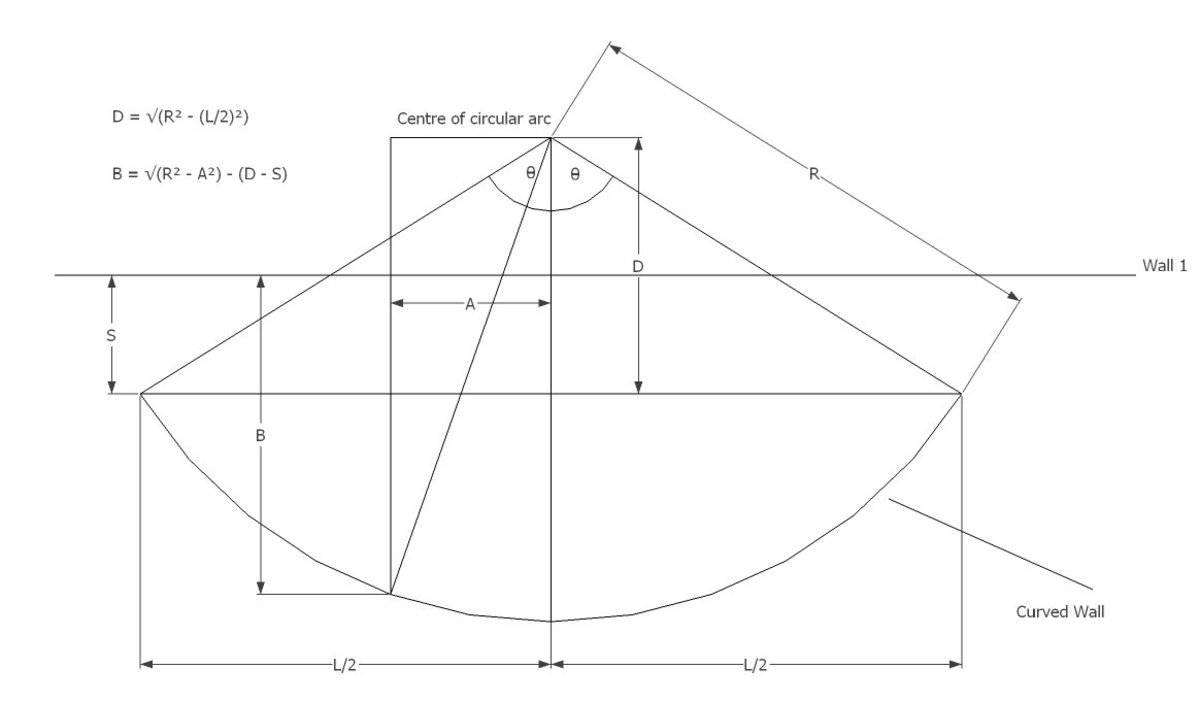 D = √(R² - (L/2)²)
Centre of circular arc
B = √(R² - A²) - (D - S)
θ
θ
R
Wall 1
D
A
S
B
Curved Wall
L/2
L/2